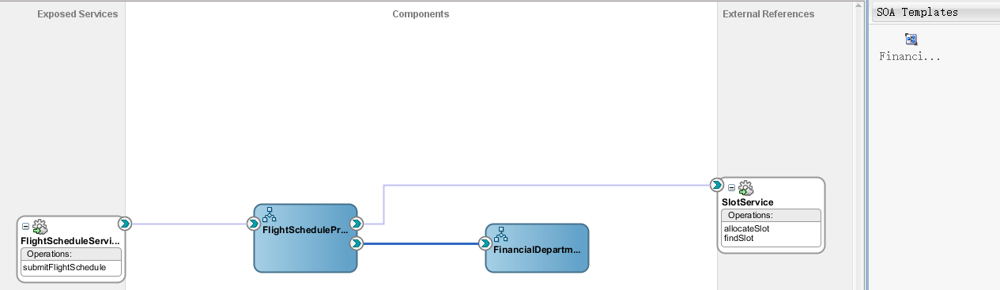 Exposed Services
Components
External References
SOA Templates
Financi...
SlotService
Operations:
allocateSlot
findSlot
FlightScheduleServi...
Operations:
submitFlightSchedule
FlightSchedulePr...
FinancialDepartm...